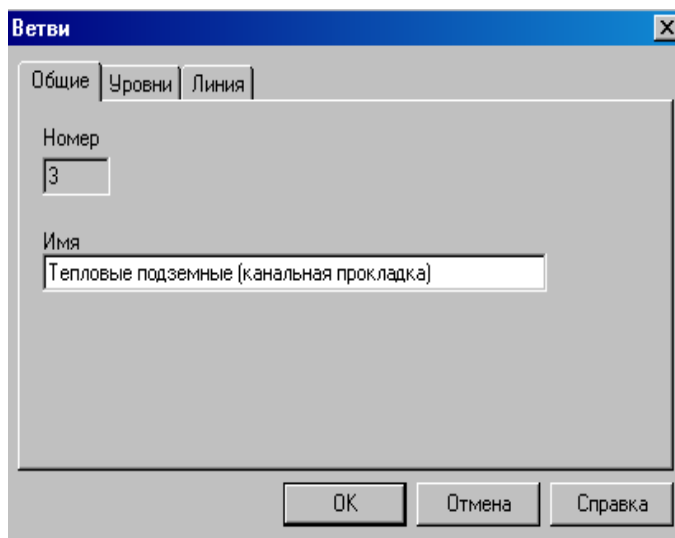 Ветви
Общие Уровни Линия
Номер
3
Имя
Тепловые подземные (канальная прокладка)
OK Отмена Справка